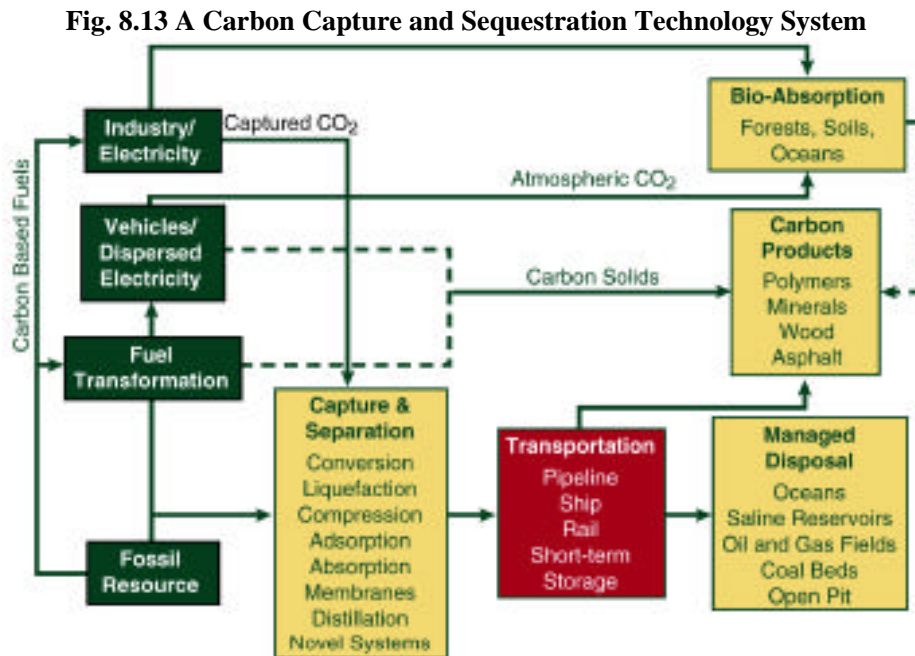 Fig. 8.13 A Carbon Capture and Sequestration Technology System
Industry/
Electricity
Captured CO₂
Bio-Absorption
Forests, Soils,
Oceans
Carbon Based Fuels
Vehicles/
Dispersed
Electricity
Atmospheric CO₂
Carbon
Products
Polymers
Minerals
Wood
Asphalt
Carbon Solids
Fuel
Transformation
Capture &
Separation
Conversion
Liquefaction
Compression
Adsorption
Absorption
Membranes
Distillation
Novel Systems
Transportation
Pipeline
Ship
Rail
Short-term
Storage
Managed
Disposal
Oceans
Saline Reservoirs
Oil and Gas Fields
Coal Beds
Open Pit
Fossil
Resource